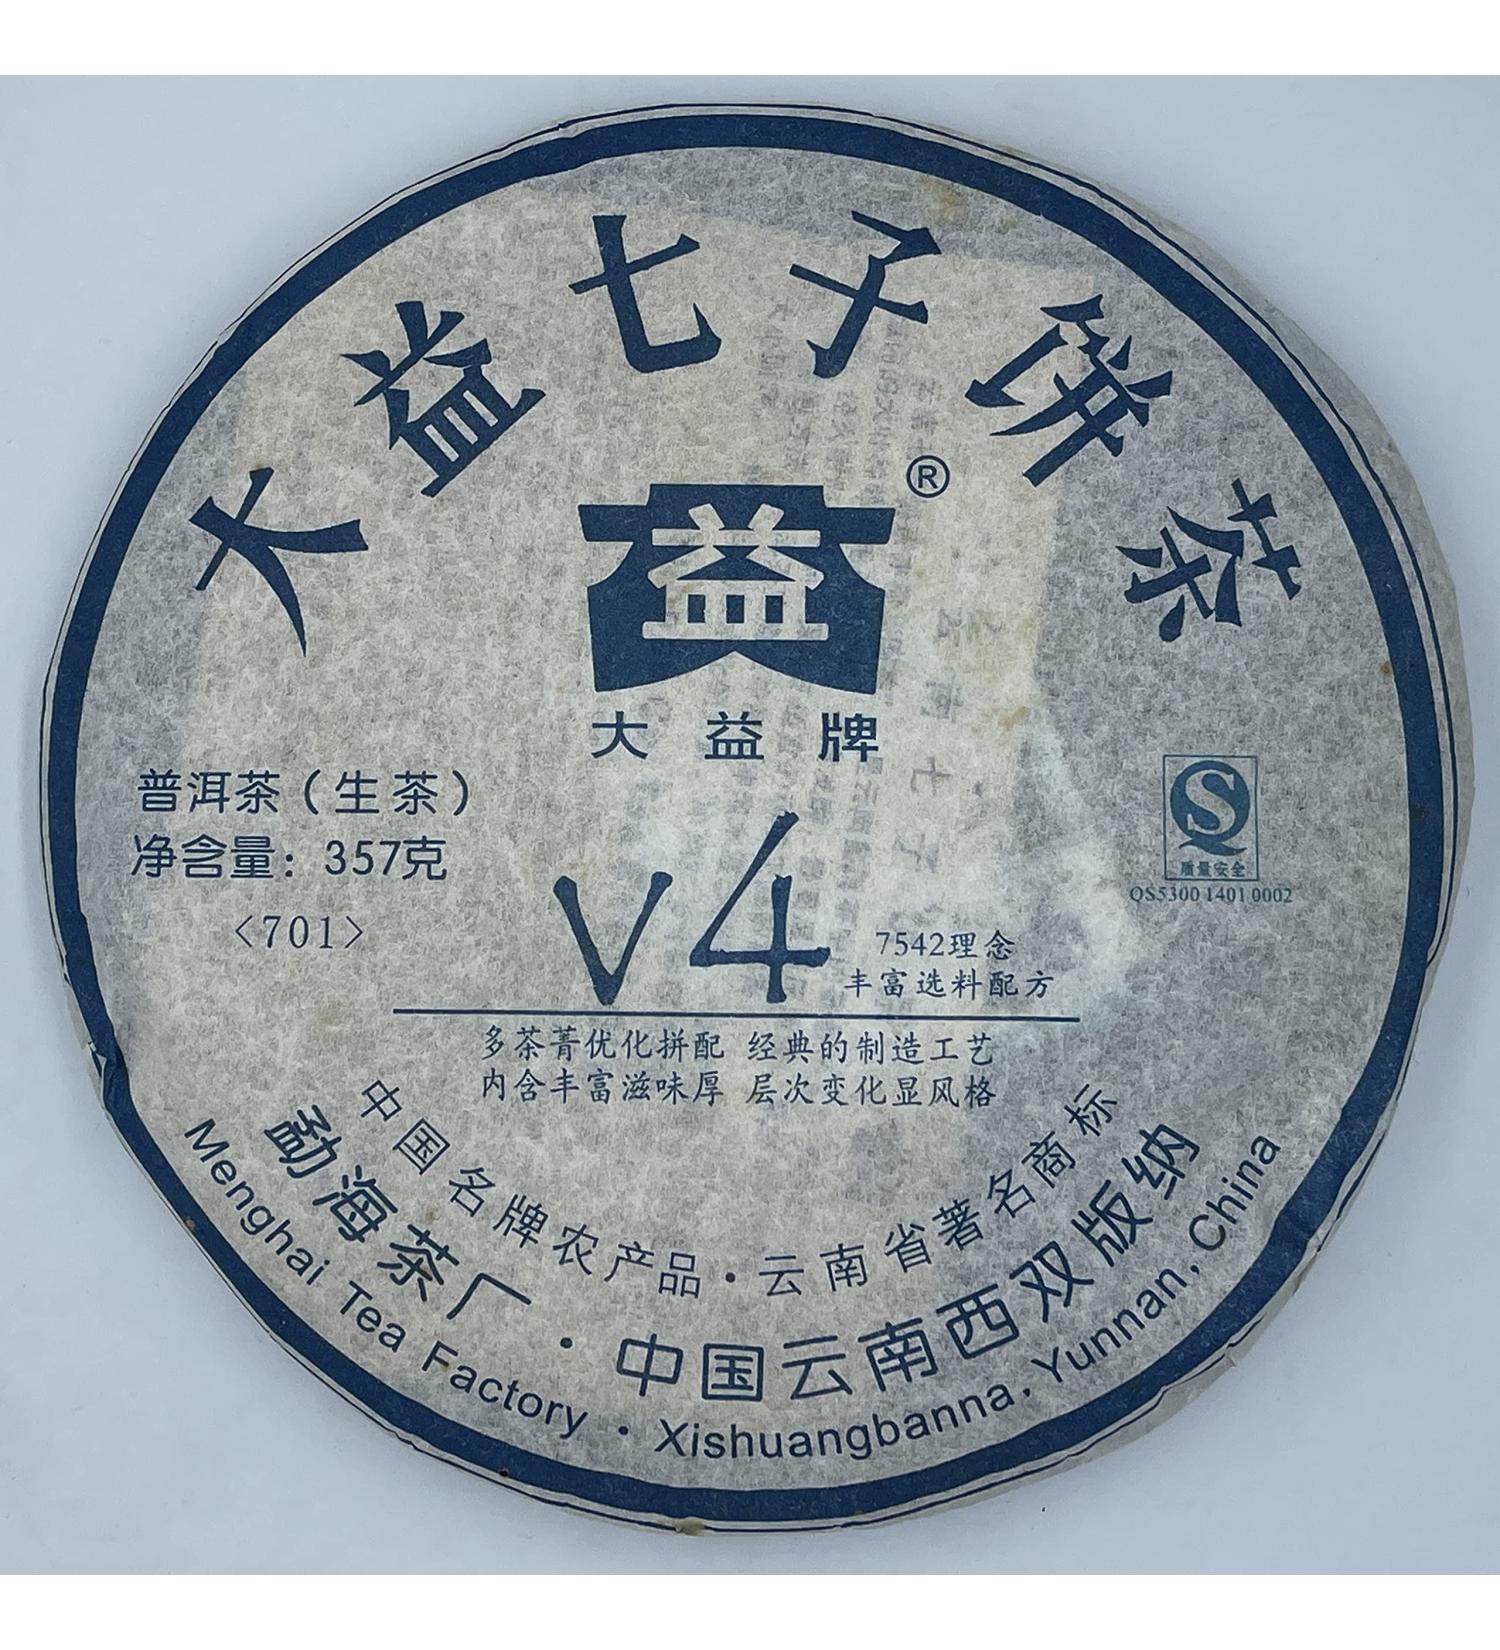 大益七子饼茶
益®
大益牌
普洱茶（生茶）
净含量：357克
<701>
V4
7542理念
丰富选料配方
质量安全
QS5300 1401 0002
多茶菁优化拼配 经典的制造工艺
内含丰富滋味厚 层次变化显风格
中国名牌农产品·云南省著名商标
勐海茶厂·中国云南西双版纳
Menghai Tea Factory · Xishuangbanna, Yunnan, China